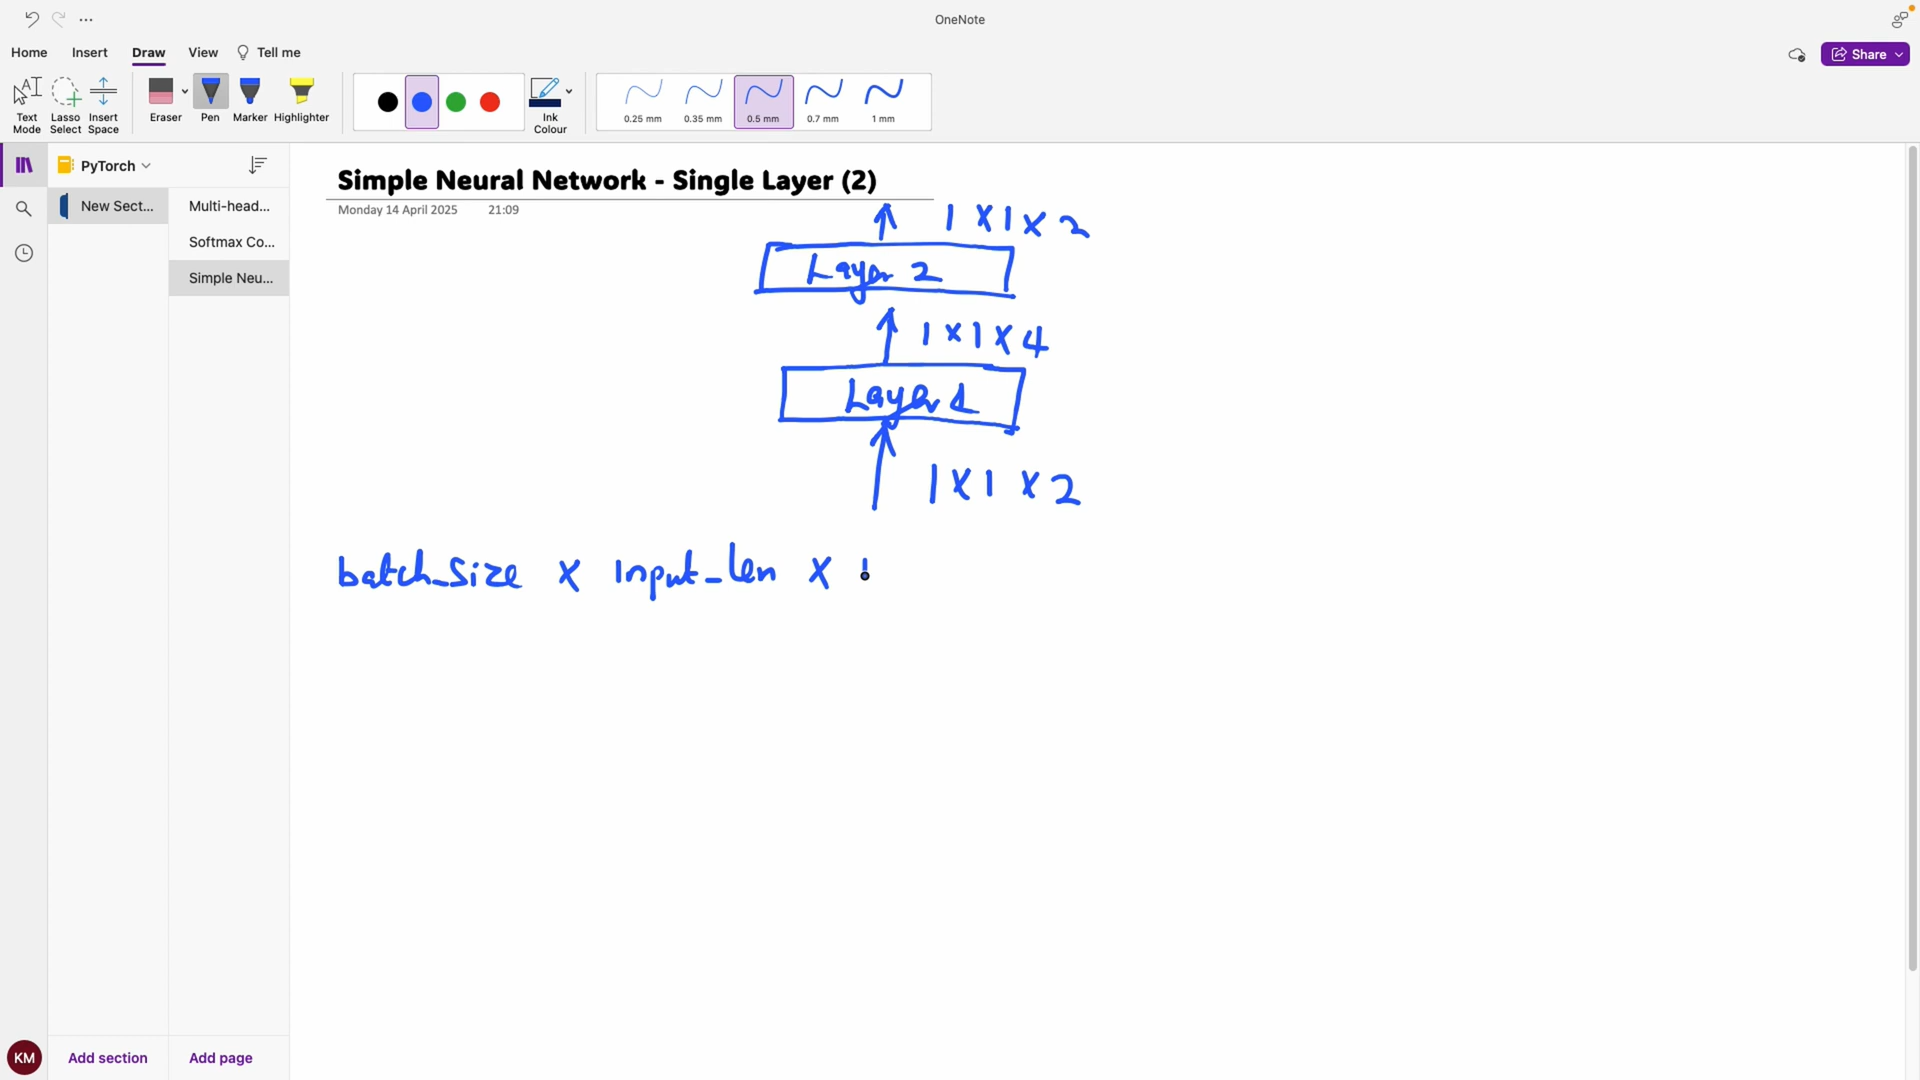 OneNote
Home Insert Draw View Tell me
Share
Text Mode
Lasso Select
Insert Space
Eraser
Pen
Marker
Highlighter
Ink Colour
0.25 mm
0.35 mm
0.5 mm
0.7 mm
1 mm
PyTorch
New Sect...
Multi-head...
Softmax Co...
Simple Neu...
Simple Neural Network - Single Layer (2)
Monday 14 April 2025 21:09
1 X 1 X 2
Layer 2
1 X 1 X 4
Layer 1
1 X 1 X 2
batch_size X input_len X
KM
Add section
Add page